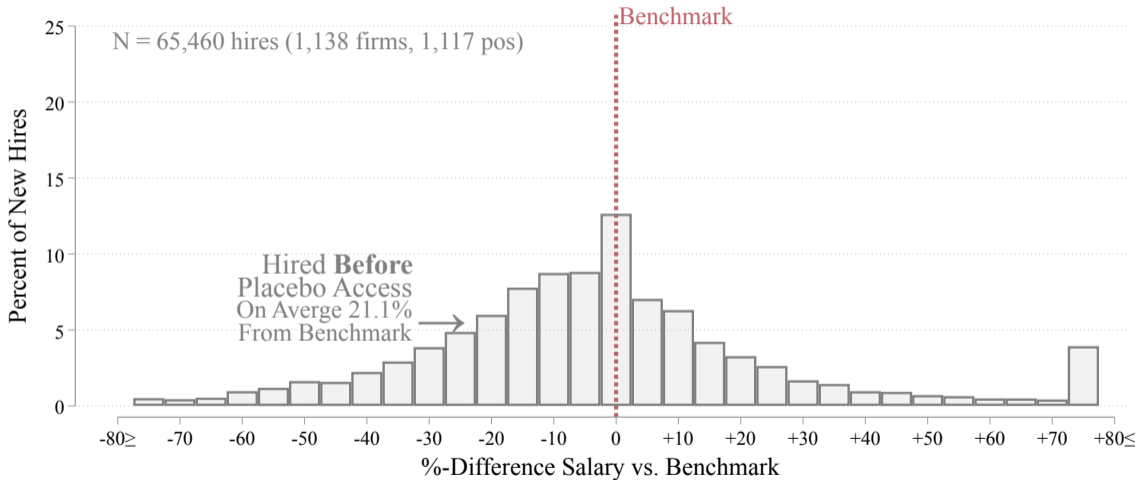 Benchmark
N = 65,460 hires (1,138 firms, 1,117 pos)
25
20
15
10
5
0
Percent of New Hires
Hired Before
Placebo Access
On Averge 21.1%
From Benchmark
-80≥ -70 -60 -50 -40 -30 -20 -10 0 +10 +20 +30 +40 +50 +60 +70 +80≤
%-Difference Salary vs. Benchmark